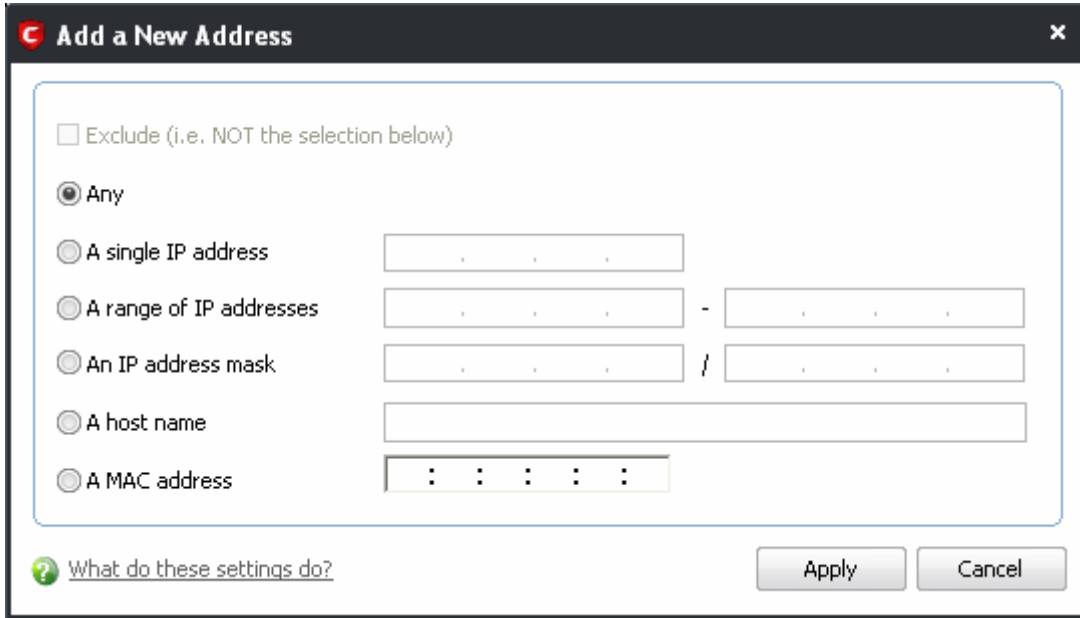 Add a New Address
Exclude (i.e. NOT the selection below)
Any
A single IP address . . .
A range of IP addresses . . . - . . .
An IP address mask . . . / . . .
A host name
A MAC address : : : : :
What do these settings do? Apply Cancel